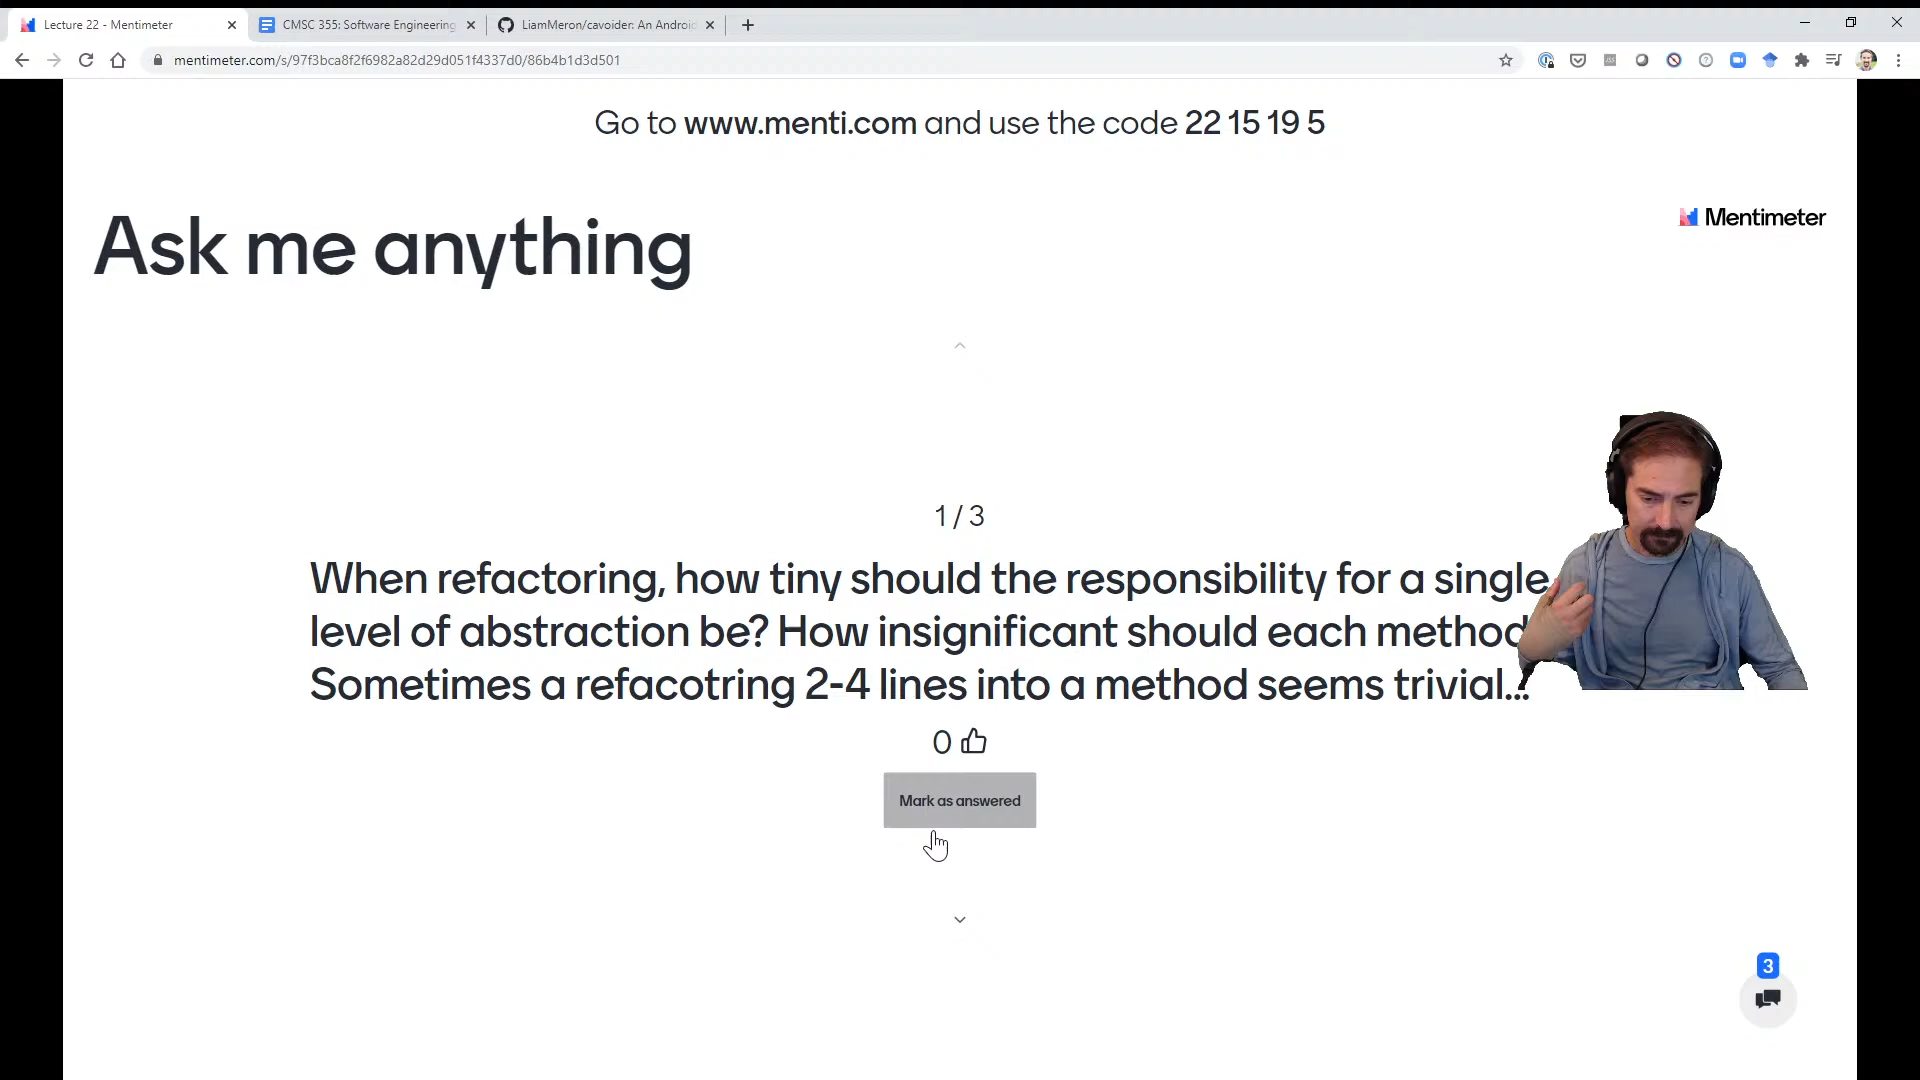 Lecture 22 - Mentimeter
CMSC 355: Software Engineering
LiamMeron/cavoider: An Androi
mentimeter.com/s/97f3bca8f2f6982a82d29d051f4337d0/86b4b1d3d501
Go to www.menti.com and use the code 22 15 19 5
Ask me anything
Mentimeter
1 / 3
When refactoring, how tiny should the responsibility for a single
level of abstraction be? How insignificant should each method
Sometimes a refacotring 2-4 lines into a method seems trivial...
0
Mark as answered
3